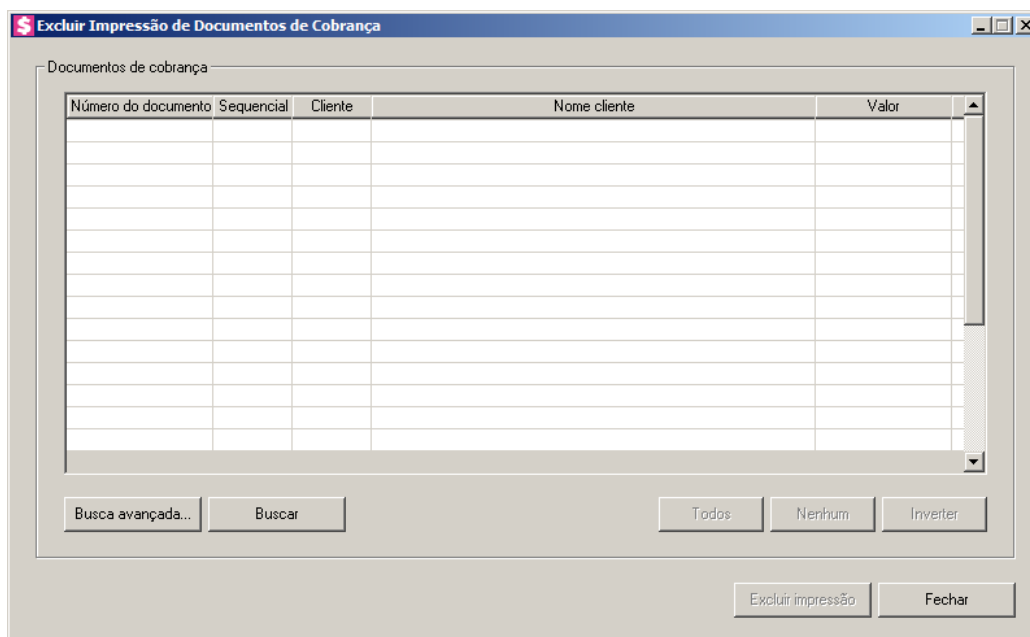 $ Excluir Impressão de Documentos de Cobrança
Documentos de cobrança
Número do documento Sequencial Cliente Nome cliente Valor
Busca avançada... Buscar Todos Nenhum Inverter
Excluir impressão Fechar